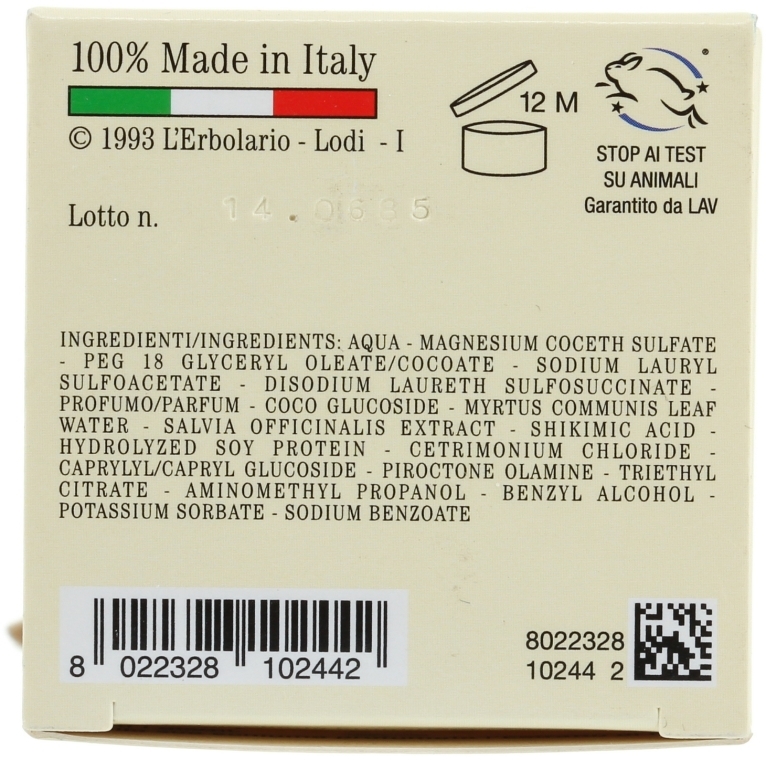 100% Made in Italy
© 1993 L'Erbolario - Lodi - I
12 M
STOP AI TEST
SU ANIMALI
Garantito da LAV
Lotto n. 14.0635
INGREDIENTI/INGREDIENTS: AQUA - MAGNESIUM COCETH SULFATE
- PEG 18 GLYCERYL OLEATE/COCOATE - SODIUM LAURYL
SULFOACETATE - DISODIUM LAURETH SULFOSUCCINATE -
PROFUMO/PARFUM - COCO GLUCOSIDE - MYRTUS COMMUNIS LEAF
WATER - SALVIA OFFICINALIS EXTRACT - SHIKIMIC ACID -
HYDROLYZED SOY PROTEIN - CETRIMONIUM CHLORIDE -
CAPRYLYL/CAPRYL GLUCOSIDE - PIROCTONE OLAMINE - TRIETHYL
CITRATE - AMINOMETHYL PROPANOL - BENZYL ALCOHOL -
POTASSIUM SORBATE - SODIUM BENZOATE
8 022328 102442
8022328
10244 2